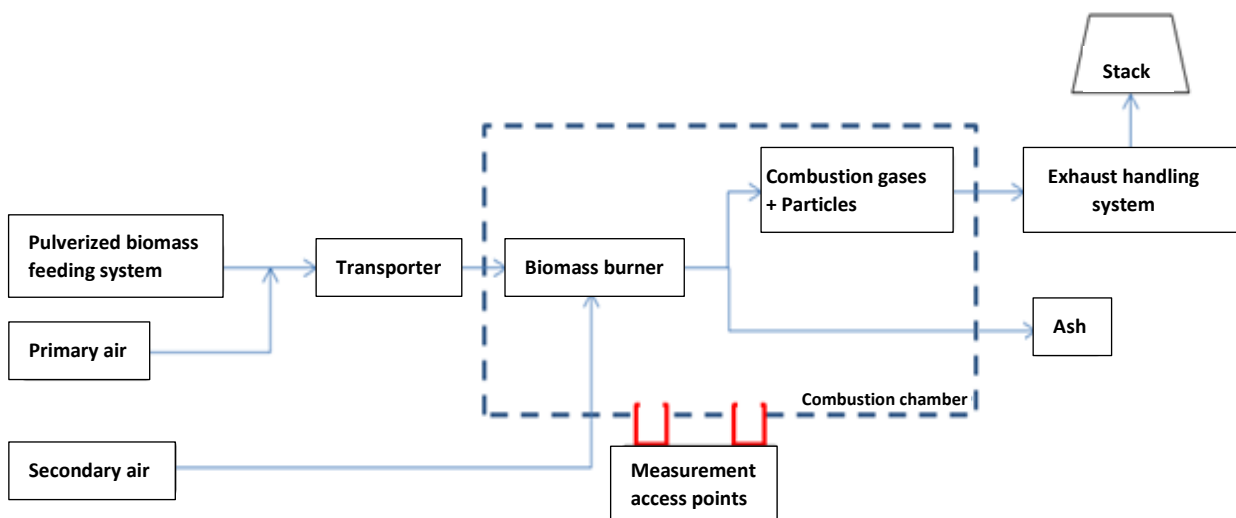 Stack
Combustion gases
+ Particles
Exhaust handling
system
Pulverized biomass
feeding system
Transporter
Biomass burner
Primary air
Ash
Combustion chamber
Secondary air
Measurement
access points